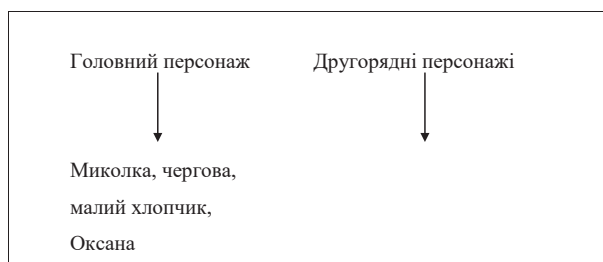 Головний персонаж Другорядні персонажі
Миколка, чергова,
малий хлопчик,
Оксана